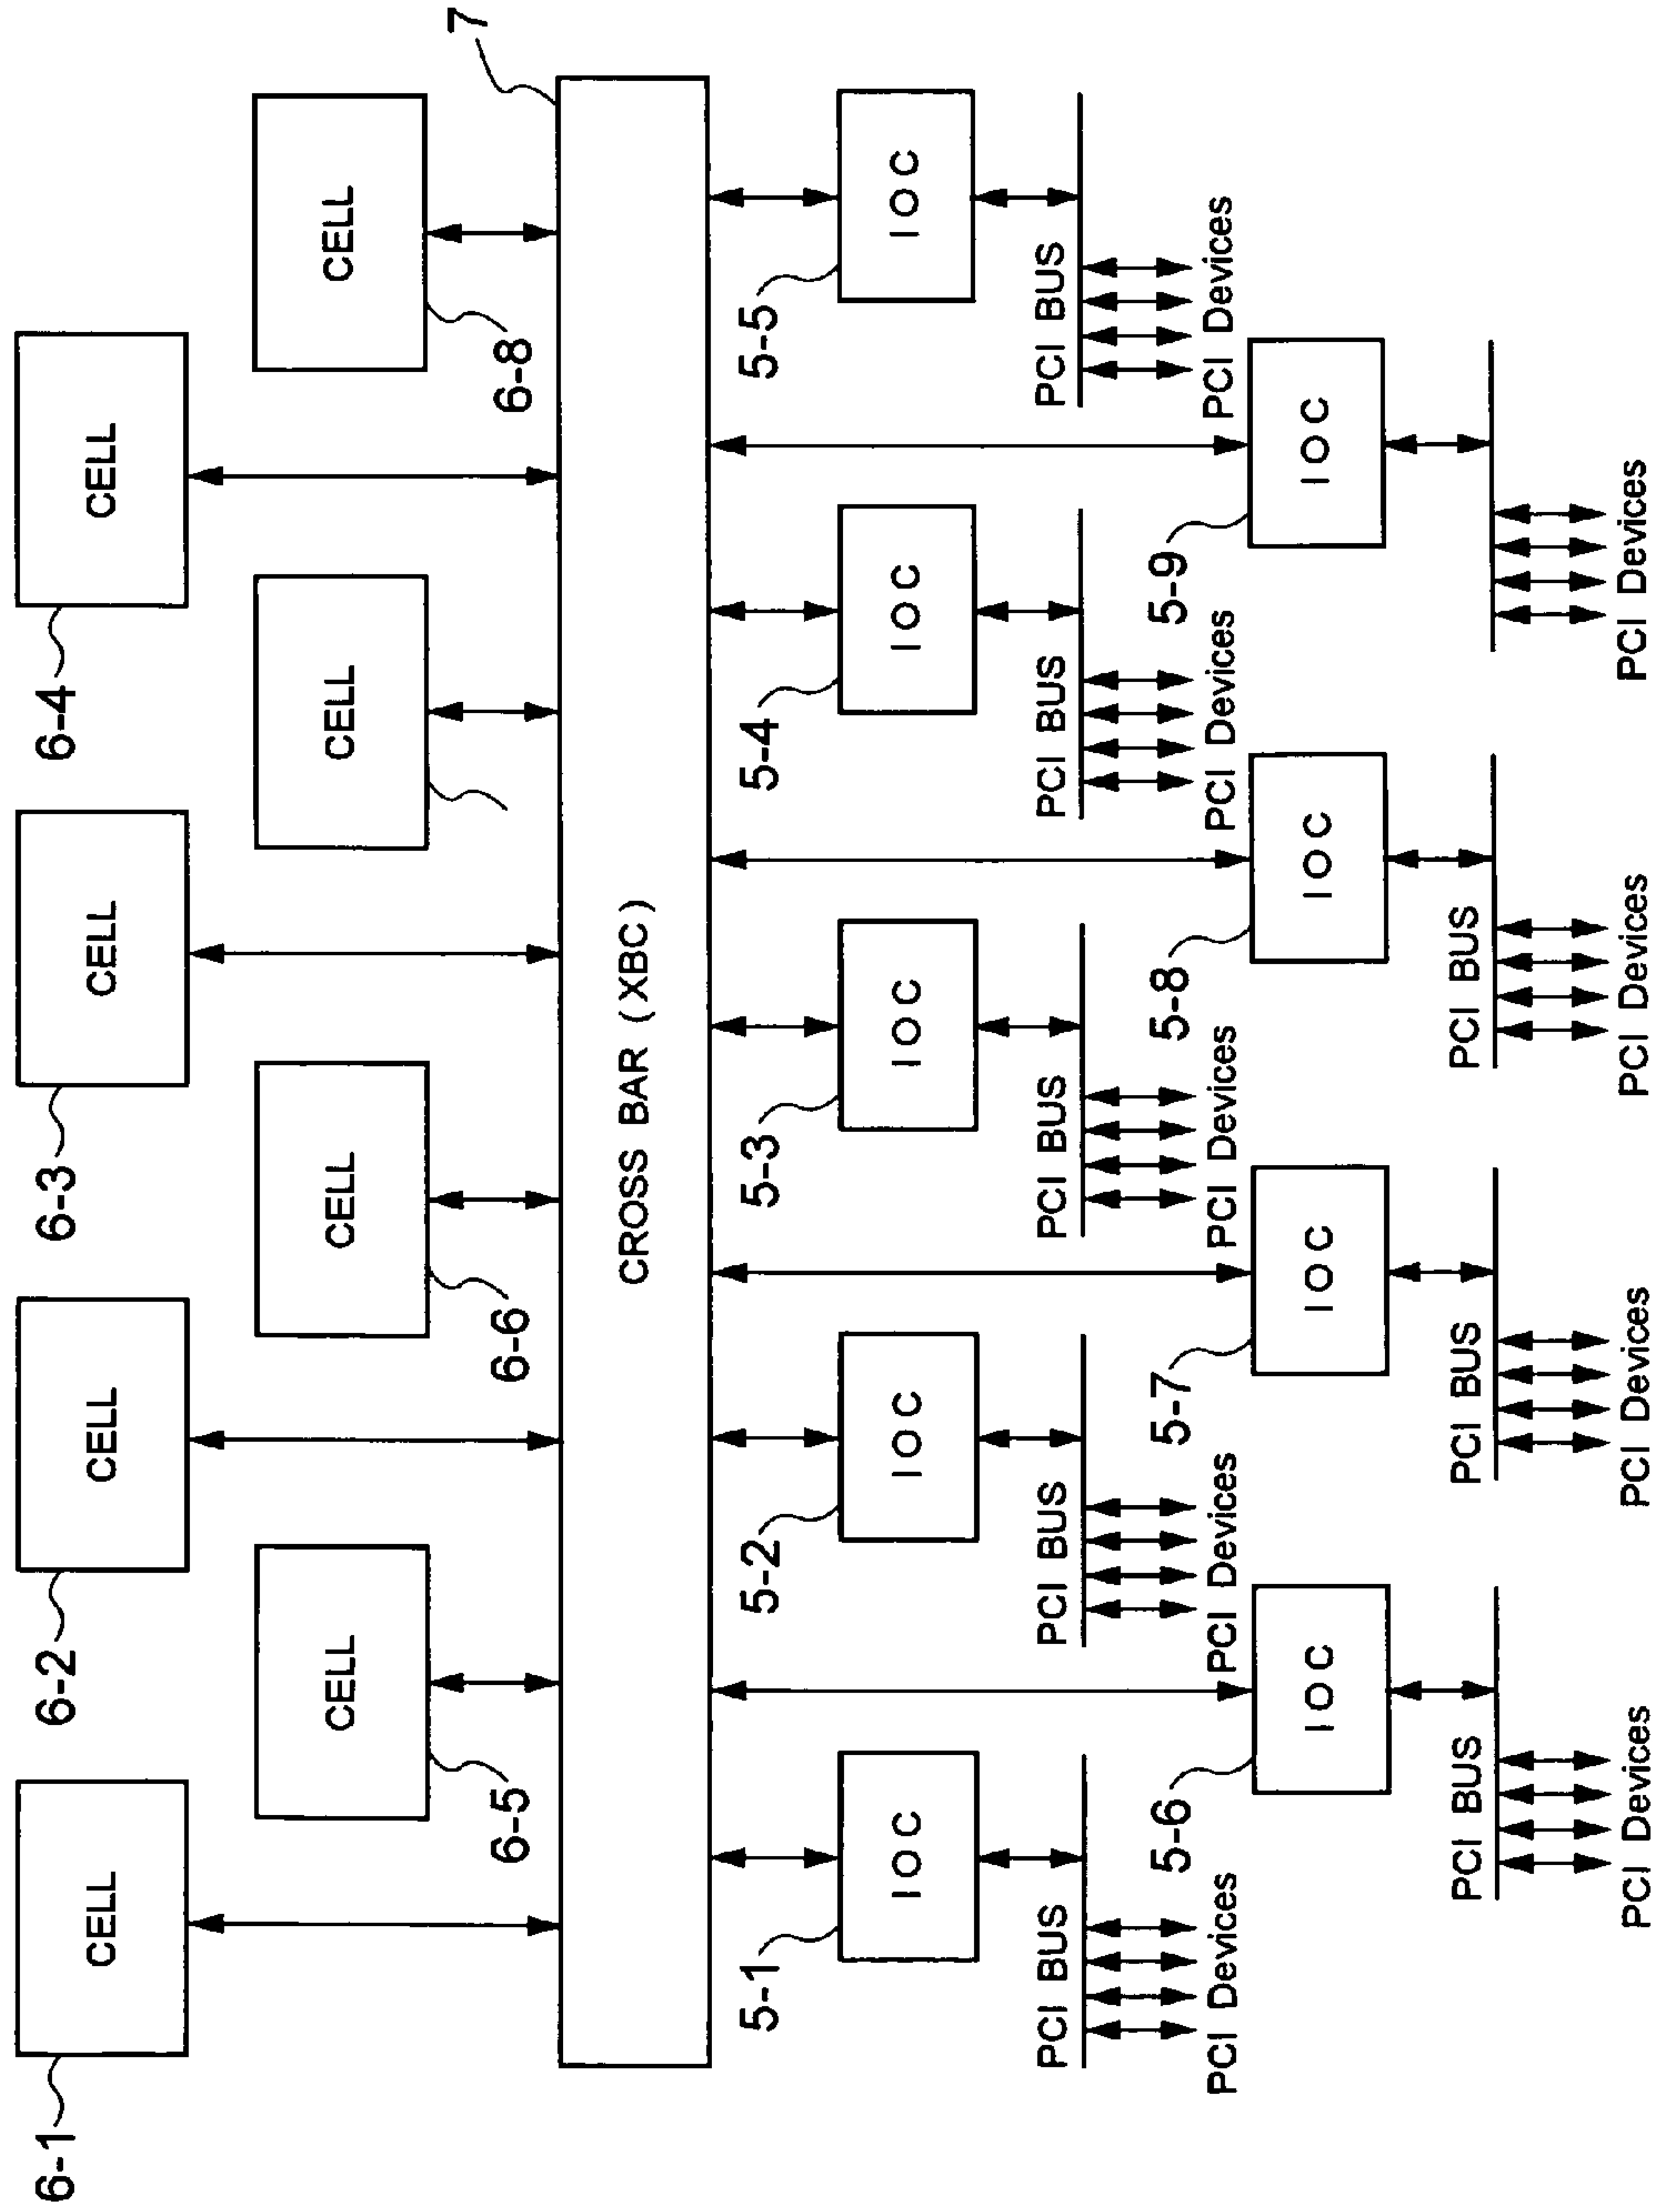 6-1
6-2
6-3
6-4
CELL
CELL
CELL
CELL
CELL
CELL
CELL
CELL
7
6-5
6-6
6-8
CROSS BAR (XBC)
5-1
5-2
5-3
5-4
5-5
IOC
IOC
IOC
IOC
IOC
PCI BUS
PCI BUS
PCI BUS
PCI BUS
PCI BUS
5-6
5-7
5-8
5-9
PCI Devices
PCI Devices
PCI Devices
PCI Devices
PCI Devices
IOC
IOC
IOC
IOC
PCI BUS
PCI BUS
PCI BUS
PCI Devices
PCI Devices
PCI Devices
PCI Devices